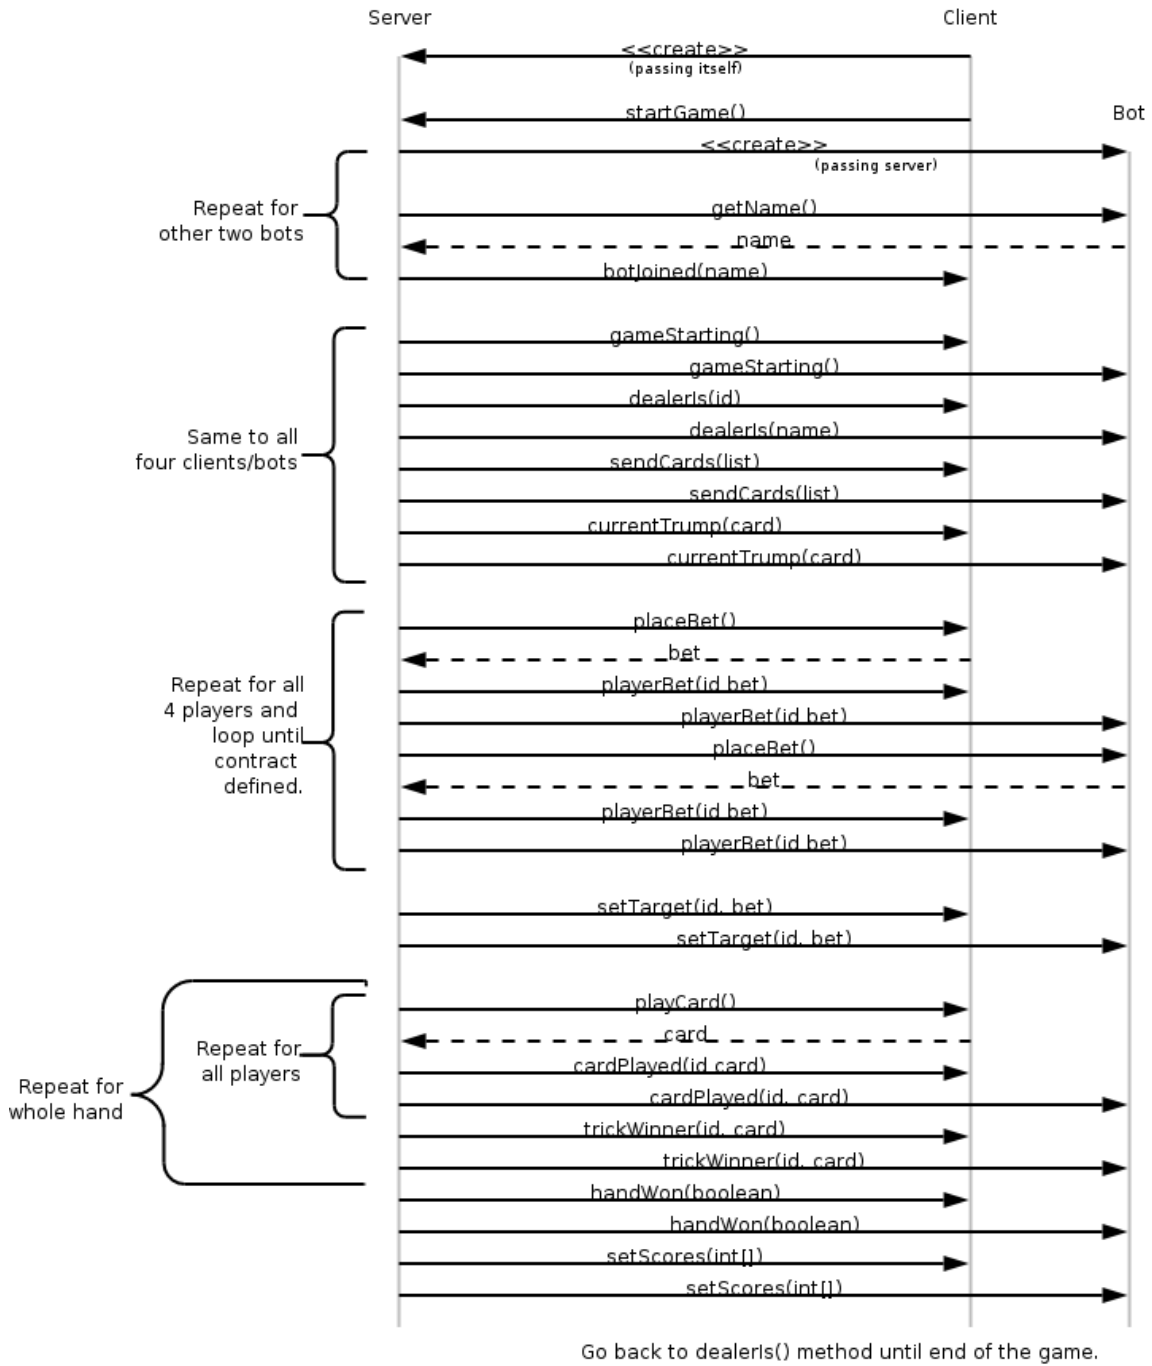 Server
Client
<<create>>
(passing itself)
startGame()
Bot
<<create>>
(passing server)
Repeat for
other two bots
getName()
name
botJoined(name)
gameStarting()
gameStarting()
dealerIs(id)
dealerIs(name)
Same to all
four clients/bots
sendCards(list)
sendCards(list)
currentTrump(card)
currentTrump(card)
placeBet()
bet
playerBet(id bet)
Repeat for all
4 players and
loop until
contract
defined.
playerBet(id bet)
placeBet()
bet
playerBet(id bet)
playerBet(id bet)
setTarget(id, bet)
setTarget(id, bet)
playCard()
card
Repeat for
all players
cardPlayed(id card)
Repeat for
whole hand
cardPlayed(id, card)
trickWinner(id, card)
trickWinner(id, card)
handWon(boolean)
handWon(boolean)
setScores(int[])
setScores(int[])
Go back to dealerIs() method until end of the game.